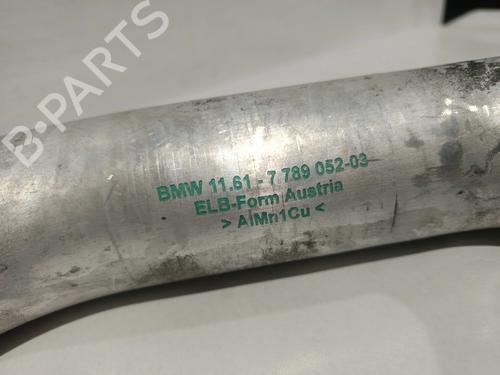 B-PARTS
BMW 11.61 - 7 789 052-03
ELB-Form Austria
> AlMn1Cu <